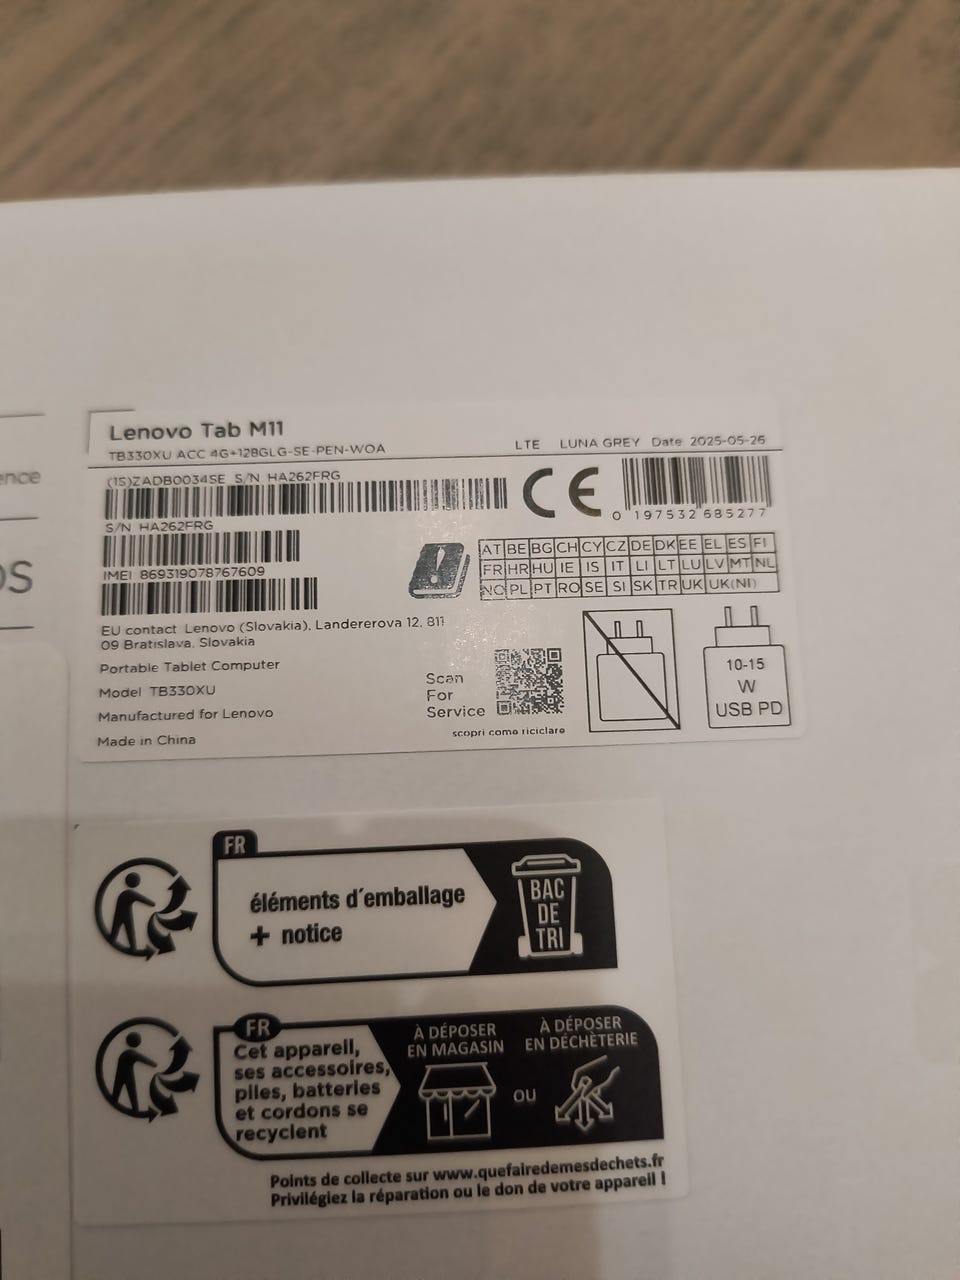 Lenovo Tab M11
TB330XU ACC 4G+128GLG-SE-PEN-WOA
LTE LUNA GREY Date 2025-05-26
(1S)ZADB0034SE S/N HA262FRG
S/N HA262FRG
IMEI 869319078767609
0 197532 685277
AT BE BG CH CY CZ DE DK EE EL ES FI
FR HR HU IE IS IT LI LT LU LV MT NL
NO PL PT RO SE SI SK TR UK UK(NI)
EU contact Lenovo (Slovakia), Landererova 12, 811
09 Bratislava, Slovakia
Portable Tablet Computer
Model TB330XU
Manufactured for Lenovo
Made in China
Scan
For
Service
scopri come riciclare
10-15
W
USB PD
ence
OS
FR
éléments d'emballage
+ notice
BAC
DE
TRI
FR
Cet appareil,
ses accessoires,
piles, batteries
et cordons se
recyclent
À DÉPOSER
EN MAGASIN
OU
À DÉPOSER
EN DÉCHÈTERIE
Points de collecte sur www.quefairedemesdechets.fr
Privilégiez la réparation ou le don de votre appareil !